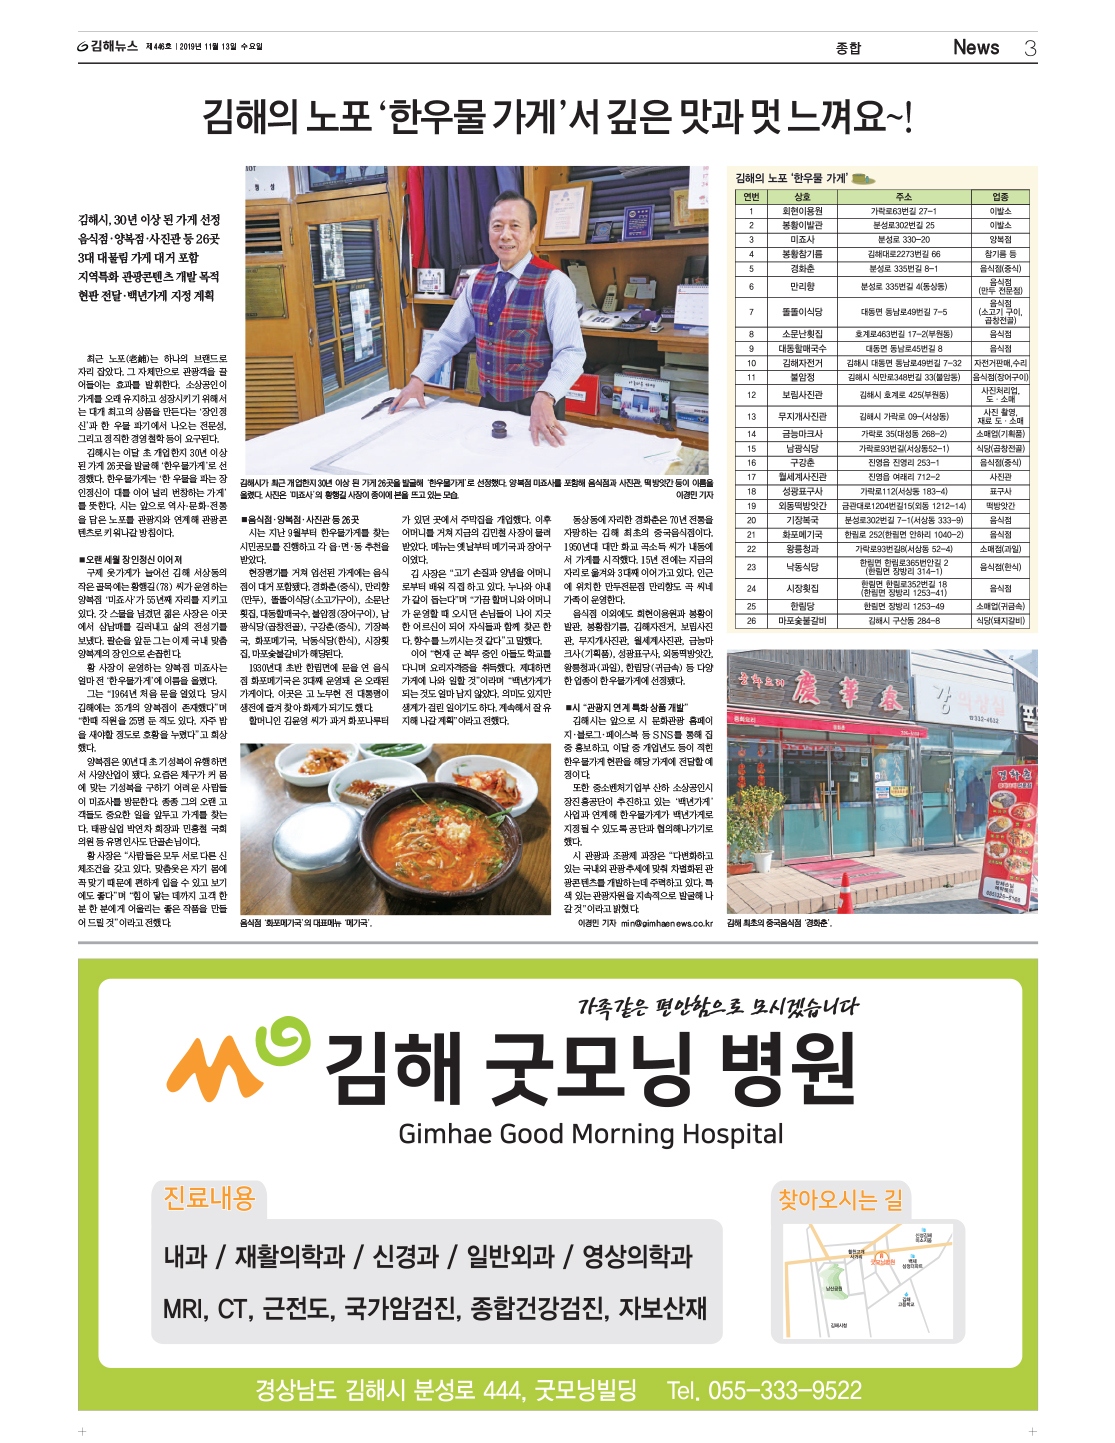 김해뉴스 제446호 | 2019년 11월 13일 수요일
종합
News 3
김해의 노포 ‘한우물 가게’서 깊은 맛과 멋 느껴요~!
김해시, 30년 이상 된 가게 선정
음식점·양복점·사진관 등 26곳
3대 대물림 가게 대거 포함
지역특화 관광콘텐츠 개발 목적
현판 전달·백년가게 지정 계획
최근 노포(老鋪)는 하나의 브랜드로
자리 잡았다. 그 자체만으로 관광객을 끌
어들이는 효과를 발휘한다. 소상공인이
가게를 오래 유지하고 성장시키기 위해서
는 대개 최고의 상품을 만든다는 ‘장인정
신’과 한 우물 파기에서 나오는 전문성,
그리고 정직한 경영철학 등이 요구된다.
김해시는 이달 초 개업한지 30년 이상
된 가게 26곳을 발굴해 ‘한우물가게’로 선
정했다. 한우물가게는 ‘한 우물을 파는 장
인정신이 대를 이어 널리 번창하는 가게’
를 뜻한다. 시는 앞으로 역사·문화·전통
을 담은 노포를 관광지와 연계해 관광콘
텐츠로 키워나갈 방침이다.
■오랜 세월 장인정신 이어져
구제 옷가게가 늘어선 김해 서상동의
작은 골목에는 황행길(78) 씨가 운영하는
양복점 ‘미죠사’가 55년째 자리를 지키고
있다. 갓 스물을 넘겼던 젊은 사장은 이곳
에서 삼남매를 길러내고 삶의 전성기를
보냈다. 팔순을 앞둔 그는 이제 국내 맞춤
양복계의 장인으로 손꼽힌다.
황 사장이 운영하는 양복점 미죠사는
얼마 전 ‘한우물가게’에 이름을 올렸다.
그는 “1964년 처음 문을 열었다. 당시
김해에는 35개의 양복점이 존재했다”며
“한때 직원을 25명 둔 적도 있다. 자주 밤
을 새야할 정도로 호황을 누렸다”고 회상
했다.
양복점은 90년대 초 기성복이 유행하면
서 사양산업이 됐다. 요즘은 체구가 커 몸
에 맞는 기성복을 구하기 어려운 사람들
이 미죠사를 방문한다. 종종 그의 오랜 고
객들도 중요한 일을 앞두고 가게를 찾는
다. 태광실업 박연차 회장과 민홍철 국회
의원 등 유명인사도 단골손님이다.
황 사장은 “사람들은 모두 서로 다른 신
체조건을 갖고 있다. 맞춤옷은 자기 몸에
꼭 맞기 때문에 편하게 입을 수 있고 보기
에도 좋다”며 “힘이 닿는 데까지 고객 한
분 한 분에게 어울리는 좋은 작품을 만들
어 드릴 것”이라고 전했다.
김해시가 최근 개업한지 30년 이상 된 가게 26곳을 발굴해 ‘한우물가게’로 선정했다. 양복점 미죠사를 포함해 음식점과 사진관, 떡방앗간 등이 이름을
올렸다. 사진은 ‘미죠사’의 황행길 사장이 종이에 본을 뜨고 있는 모습. 이경민 기자
■음식점·양복점·사진관 등 26곳
시는 지난 9월부터 한우물가게를 찾는
시민공모를 진행하고 각 읍·면·동 추천을
받았다.
현장평가를 거쳐 엄선된 가게에는 음식
점이 대거 포함됐다. 경화춘(중식), 만리향
(만두), 똘똘이식당(소고기구이), 소문난
횟집, 대동할매국수, 불암정(장어구이), 남
광식당(곱창전골), 구강춘(중식), 기장복
국, 화포메기국, 낙동식당(한식), 시장횟
집, 마포숯불갈비가 해당된다.
1930년대 초반 한림면에 문을 연 음식
점 화포메기국은 3대째 운영돼 온 오래된
가게이다. 이곳은 고 노무현 전 대통령이
생전에 즐겨 찾아 화제가 되기도 했다.
할머니인 김윤영 씨가 과거 화포나루터
가 있던 곳에서 주막집을 개업했다. 이후
어머니를 거쳐 지금의 김민철 사장이 물려
받았다. 메뉴는 옛날부터 메기국과 장어구
이였다.
김 사장은 “고기 손질과 양념을 어머니
로부터 배워 직접 하고 있다. 누나와 아내
가 같이 돕는다”며 “가끔 할머니와 어머니
가 운영할 때 오시던 손님들이 나이 지긋
한 어르신이 되어 자식들과 함께 찾곤 한
다. 향수를 느끼시는 것 같다”고 말했다.
이어 “현재 군 복무 중인 아들도 학교를
다니며 요리자격증을 취득했다. 제대하면
가게에 나와 일할 것”이라며 “백년가게가
되는 것도 얼마 남지 않았다. 의미도 있지만
생계가 걸린 일이기도 하다. 계속해서 잘 유
지해 나갈 계획”이라고 전했다.
음식점 ‘화포메기국’의 대표메뉴 ‘메기국’.
동상동에 자리한 경화춘은 70년 전통을
자랑하는 김해 최초의 중국음식점이다.
1950년대 대만 화교 곡소득 씨가 내동에
서 가게를 시작했다. 15년 전에는 지금의
자리로 옮겨와 3대째 이어가고 있다. 인근
에 위치한 만두전문점 만리향도 곡 씨네
가족이 운영한다.
음식점 이외에도 회현이용원과 봉황이
발관, 봉황참기름, 김해자전거, 보림사진
관, 무지개사진관, 월세계사진관, 금능마
크사(기획품), 성광표구사, 외동떡방앗간,
왕릉청과(과일), 한림당(귀금속) 등 다양
한 업종이 한우물가게에 선정됐다.
■시 “관광지 연계 특화 상품 개발”
김해시는 앞으로 시 문화관광 홈페이
지·블로그·페이스북 등 SNS를 통해 집
중 홍보하고, 이달 중 개업년도 등이 적힌
한우물가게 현판을 해당 가게에 전달할 예
정이다.
또한 중소벤처기업부 산하 소상공인시
장진흥공단이 추진하고 있는 ‘백년가게’
사업과 연계해 한우물가게가 백년가게로
지정될 수 있도록 공단과 협의해나가기로
했다.
시 관광과 조광제 과장은 “다변화하고
있는 국내외 관광추세에 맞춰 차별화된 관
광콘텐츠를 개발하는데 주력하고 있다. 특
색 있는 관광자원을 지속적으로 발굴해 나
갈 것”이라고 밝혔다.
이경민 기자 min@gimhaenews.co.kr
김해의 노포 ‘한우물 가게’
연번 상호 주소 업종
1 회현이용원 가락로63번길 27-1 이발소
2 봉황이발관 분성로302번길 25 이발소
3 미죠사 분성로 330-20 양복점
4 봉황참기름 김해대로2273번길 66 참기름 등
5 경화춘 분성로 335번길 8-1 음식점(중식)
6 만리향 분성로 335번길 4(동상동) 음식점
(만두 전문점)
7 똘똘이식당 대동면 동남로49번길 7-5 음식점
(소고기 구이,
곱창전골)
8 소문난횟집 호계로463번길 17-2(부원동) 음식점
9 대동할매국수 대동면 동남로45번길 8 음식점
10 김해자전거 김해시 대동면 동남로49번길 7-32 자전거판매,수리
11 불암정 김해시 식만로348번길 33(불암동) 음식점(장어구이)
12 보림사진관 김해시 호계로 425(부원동) 사진처리업,
도·소매
13 무지개사진관 김해시 가락로 09-(서상동) 사진 촬영,
재료 도·소매
14 금능마크사 가락로 35(대성동 268-2) 소매업(기획품)
15 남광식당 가락로93번길(서상동52-1) 식당(곱창전골)
16 구강춘 진영읍 진영리 253-1 음식점(중식)
17 월세계사진관 진영읍 여래리 712-2 사진관
18 성광표구사 가락로112(서상동 183-4) 표구사
19 외동떡방앗간 금관대로1204번길15(외동 1212-14) 떡방앗간
20 기장복국 분성로302번길 7-1(서상동 333-9) 음식점
21 화포메기국 한림로 252(한림면 안하리 1040-2) 음식점
22 왕릉청과 가락로93번길8(서상동 52-4) 소매점(과일)
23 낙동식당 한림면 한림로365번안길 2
(한림면 장방리 314-1) 음식점(한식)
24 시장횟집 한림면 한림로352번길 18
(한림면 장방리 1253-41) 음식점
25 한림당 한림면 장방리 1253-49 소매업(귀금속)
26 마포숯불갈비 김해시 구산동 284-8 식당(돼지갈비)
慶華春
강 의상실
☎332-4532
경화춘
김해 최초의 중국음식점 ‘경화춘’.
가족같은 편안함으로 모시겠습니다
김해 굿모닝 병원
Gimhae Good Morning Hospital
진료내용
내과 / 재활의학과 / 신경과 / 일반외과 / 영상의학과
MRI, CT, 근전도, 국가암검진, 종합건강검진, 자보산재
찾아오시는 길
굿모닝병원
남산공원
김해
고등학교
김해시청
경상남도 김해시 분성로 444, 굿모닝빌딩 Tel. 055-333-9522